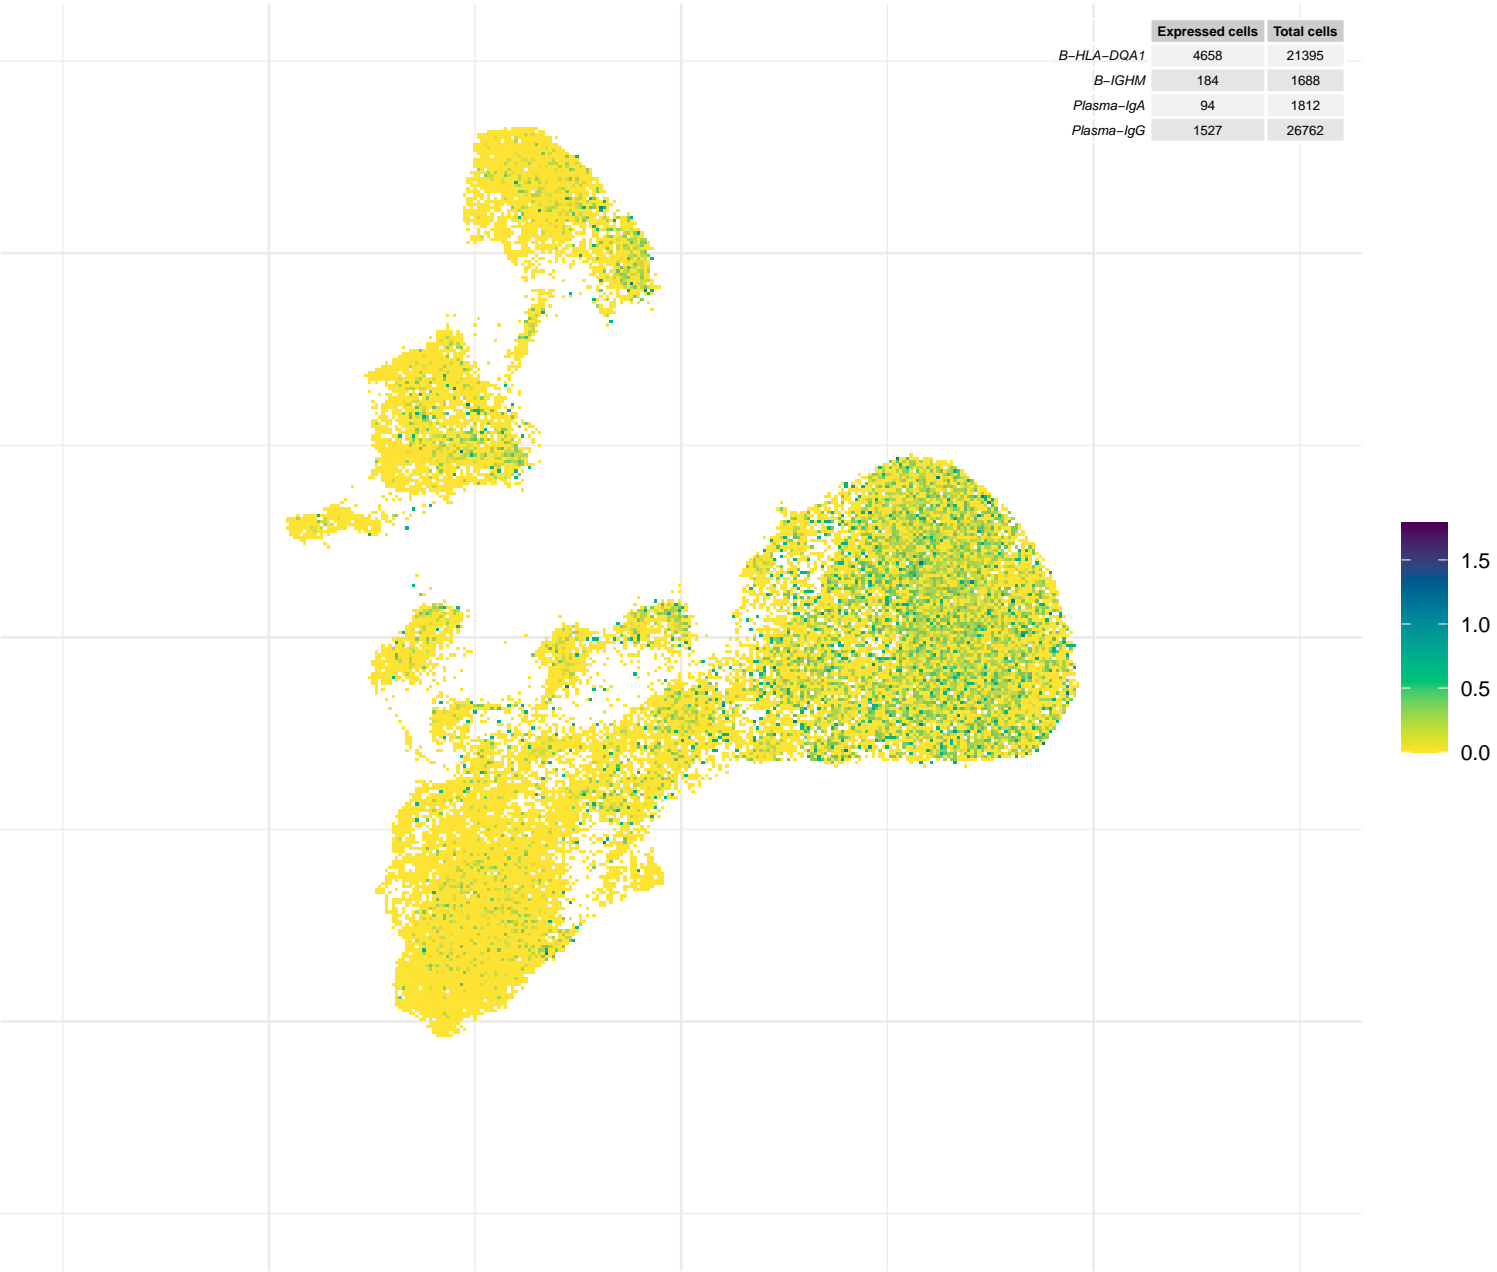 Expressed cells Total cells
B−HLA−DQA1 4658 21395
B−IGHM 184 1688
Plasma−IgA 94 1812
Plasma−IgG 1527 26762
1.5
1.0
0.5
0.0